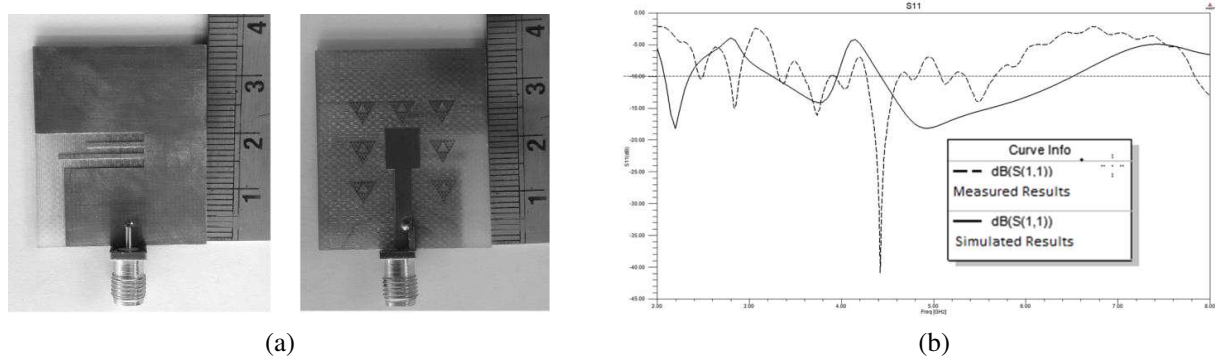 4
3
2
1
4
3
2
1
(a)
S11
0.00
-5.00
-10.00
-15.00
-20.00
-25.00
-30.00
-35.00
-40.00
-45.00
S11(dB)
2.00 3.00 4.00 5.00 6.00 7.00 8.00
Freq [GHz]
Curve Info
dB(S(1,1))
Measured Results
dB(S(1,1))
Simulated Results
(b)